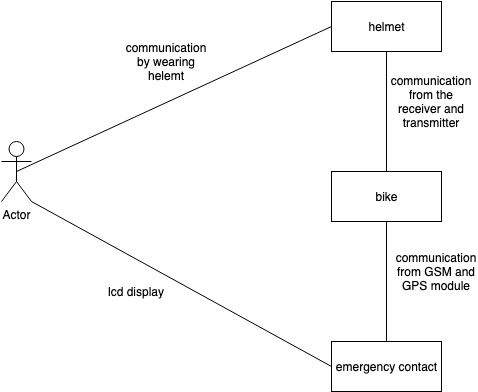 helmet
communication
by wearing
helemt
communication
from the
receiver and
transmitter
Actor
bike
communication
from GSM and
GPS module
lcd display
emergency contact